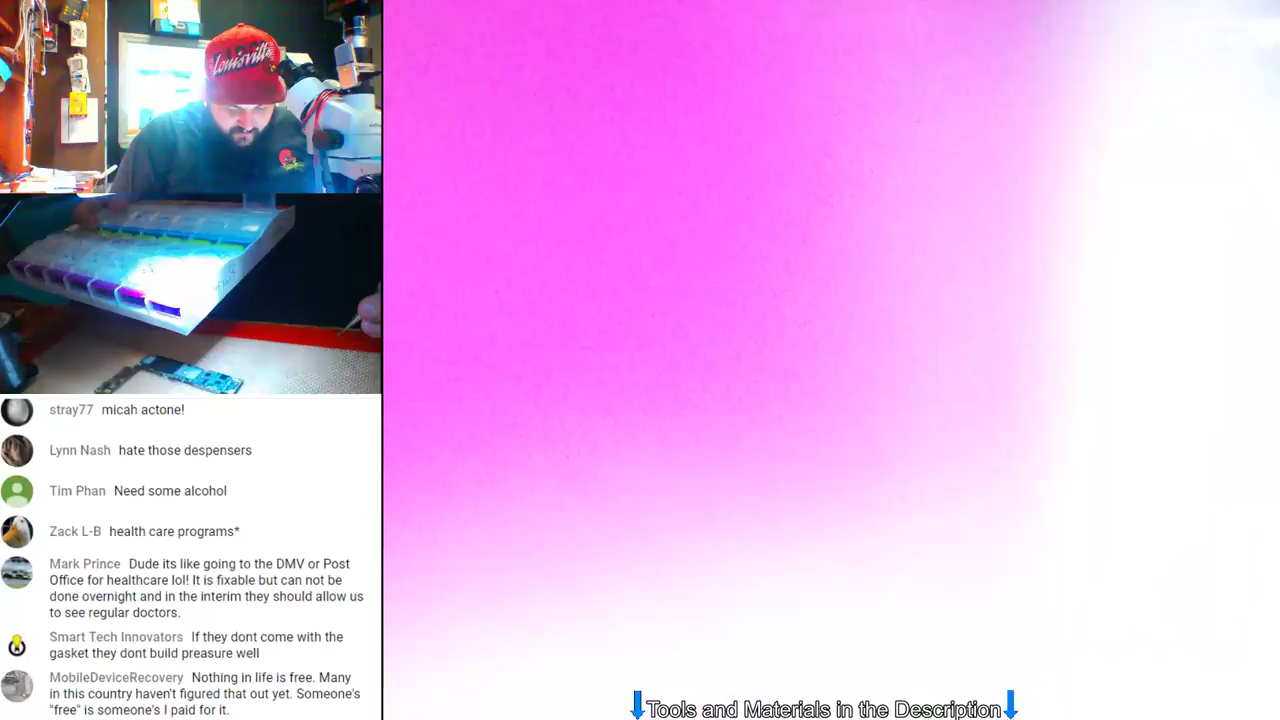 Louisville
stray77 micah actone!
Lynn Nash hate those despensers
Tim Phan Need some alcohol
Zack L-B health care programs*
Mark Prince Dude its like going to the DMV or Post
Office for healthcare lol! It is fixable but can not be
done overnight and in the interim they should allow us
to see regular doctors.
Smart Tech Innovators If they dont come with the
gasket they dont build preasure well
MobileDeviceRecovery Nothing in life is free. Many
in this country haven't figured that out yet. Someone's
"free" is someone's I paid for it.
Tools and Materials in the Description